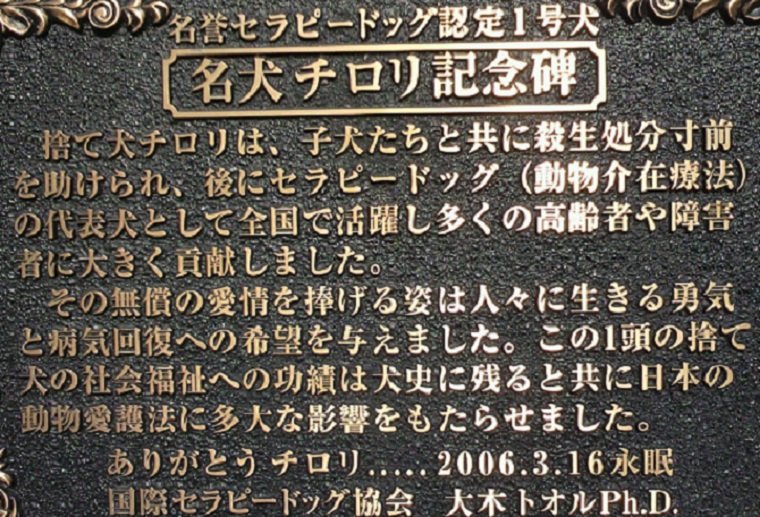 名誉セラピードッグ認定1号犬
名犬チロリ記念碑
捨て犬チロリは、子犬たちと共に殺生処分寸前
を助けられ、後にセラピードッグ（動物介在療法）
の代表犬として全国で活躍し多くの高齢者や障害
者に大きく貢献しました。
その無償の愛情を捧げる姿は人々に生きる勇気
と病気回復への希望を与えました。この1頭の捨て
犬の社会福祉への功績は犬史に残ると共に日本の
動物愛護法に多大な影響をもたらせました。
ありがとう チロリ..... 2006.3.16永眠
国際セラピードッグ協会 大木トオルPh.D.